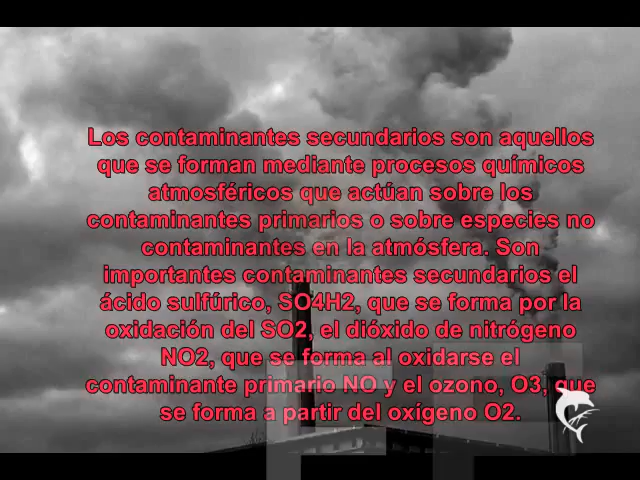 Los contaminantes secundarios son aquellos
que se forman mediante procesos químicos
atmosféricos que actúan sobre los
contaminantes primarios o sobre especies no
contaminantes en la atmósfera. Son
importantes contaminantes secundarios el
ácido sulfúrico, SO4H2, que se forma por la
oxidación del SO2, el dióxido de nitrógeno
NO2, que se forma al oxidarse el
contaminante primario NO y el ozono, O3, que
se forma a partir del oxígeno O2.